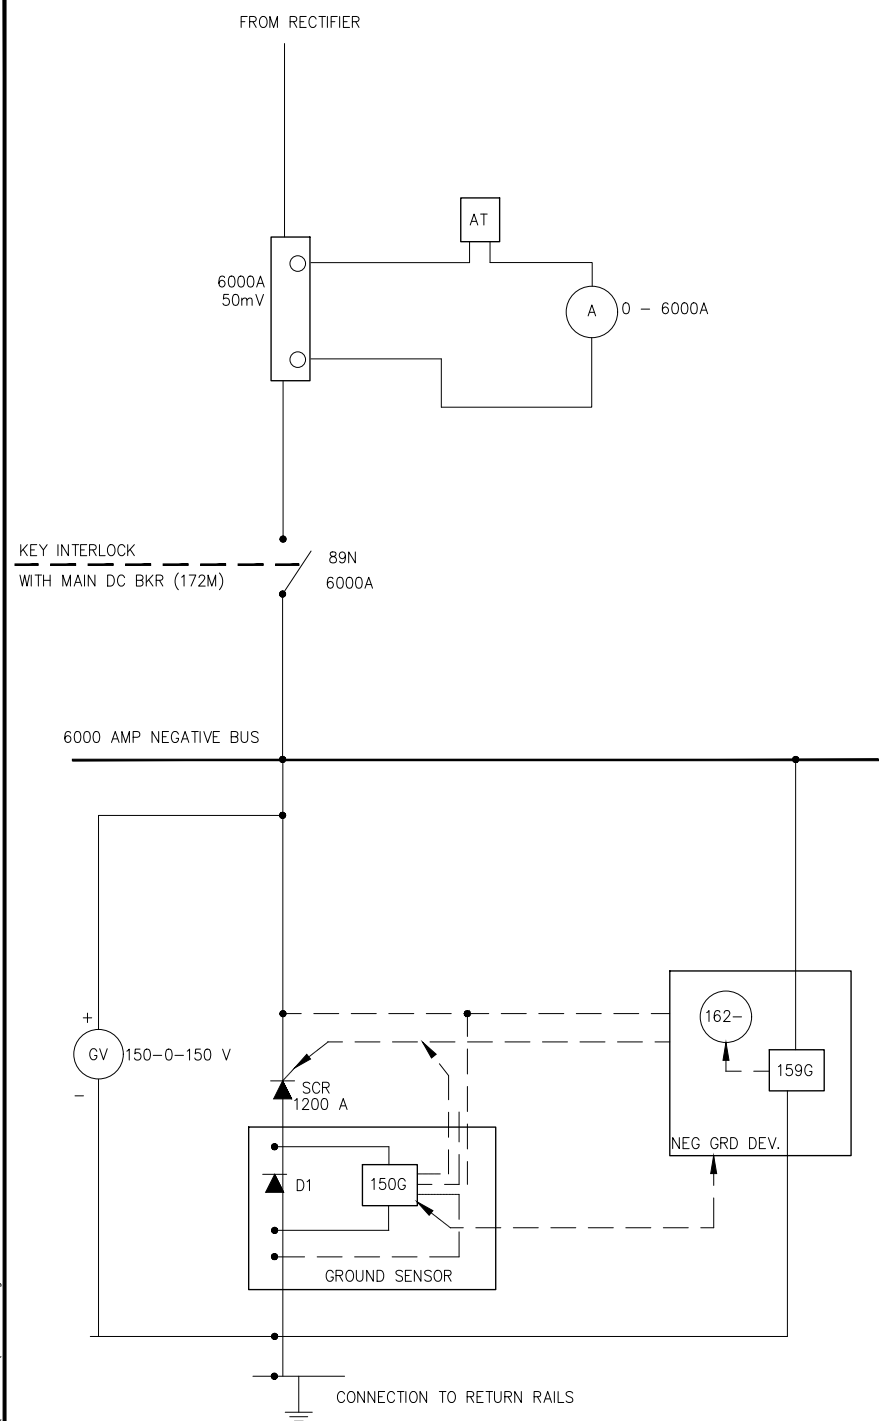 FROM RECTIFIER
AT
6000A
50mV
A
0 - 6000A
KEY INTERLOCK
WITH MAIN DC BKR (172M)
89N
6000A
6000 AMP NEGATIVE BUS
162-
+
GV
150-0-150 V
-
159G
SCR
1200 A
NEG GRD DEV.
D1
150G
GROUND SENSOR
CONNECTION TO RETURN RAILS